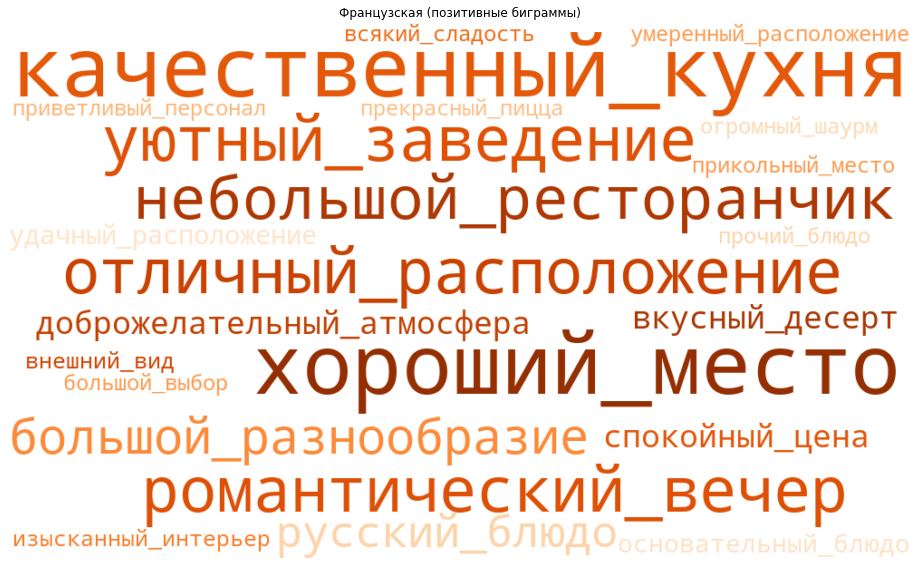 Французская (позитивные биграммы)
всякий_сладость умеренный_расположение
качественный_кухня
приветливый_персонал прекрасный_пицца
уютный_заведение огромный_шаурм
прикольный_место
небольшой_ресторанчик
удачный_расположение прочий_блюдо
отличный_расположение
доброжелательный_атмосфера вкусный_десерт
внешний_вид хороший_место
большой_выбор
большой_разнообразие спокойный_цена
романтический_вечер
изысканный_интерьер русский_блюдо основательный_блюдо